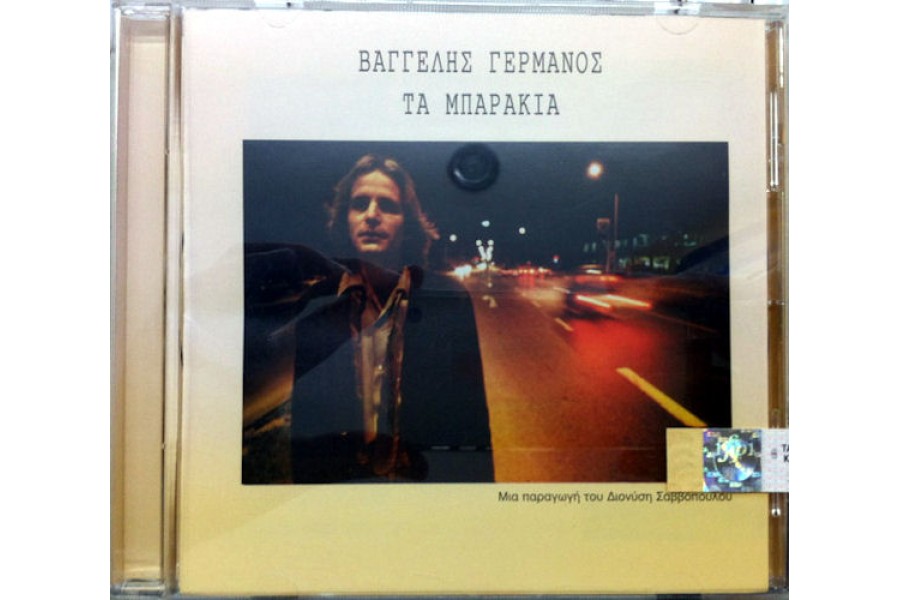 ΒΑΓΓΕΛΗΣ ΓΕΡΜΑΝΟΣ
ΤΑ ΜΠΑΡΑΚΙΑ
Μια παραγωγή του Διονύση Σαββόπουλου